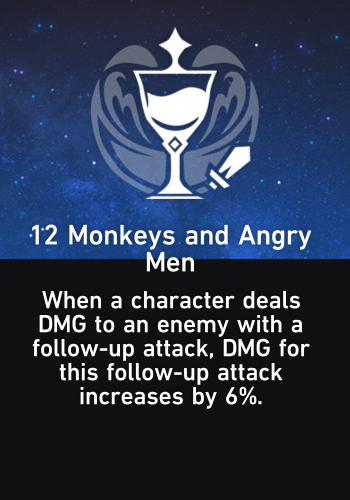 12 Monkeys and Angry
Men
When a character deals
DMG to an enemy with a
follow-up attack, DMG for
this follow-up attack
increases by 6%.